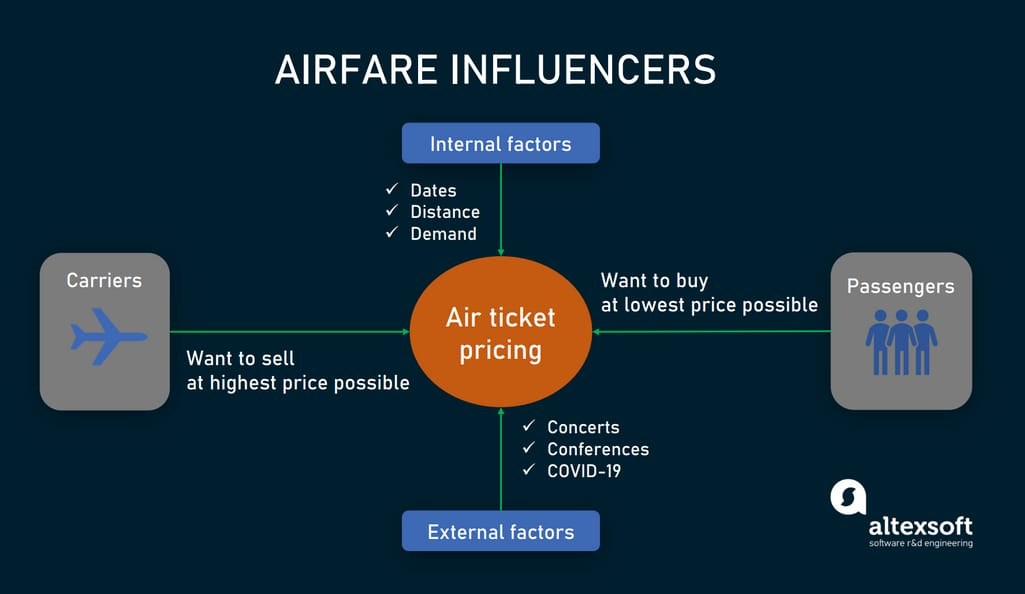 AIRFARE INFLUENCERS
Internal factors
Dates
Distance
Demand
Carriers
Want to sell
at highest price possible
Air ticket
pricing
Want to buy
at lowest price possible
Passengers
Concerts
Conferences
COVID-19
External factors
altexsoft
software r&d engineering